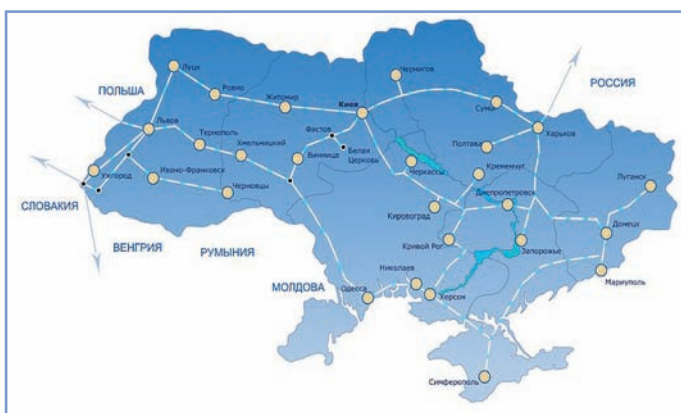 Луцк
Чернигов
РОССИЯ
ПОЛЬША
Ровно
Житомир
Киев
Сумы
Львов
Тернополь
Хмельницкий
Фастов
Белая
Церковь
Винница
Полтава
Харьков
Черкассы
Кременчуг
Ужгород
Ивано-Франковск
Черновцы
Днепропетровск
Луганск
СЛОВАКИЯ
Кировоград
ВЕНГРИЯ
РУМЫНИЯ
Кривой Рог
Запорожье
Донецк
Николаев
МОЛДОВА
Одесса
Херсон
Мариуполь
Симферополь